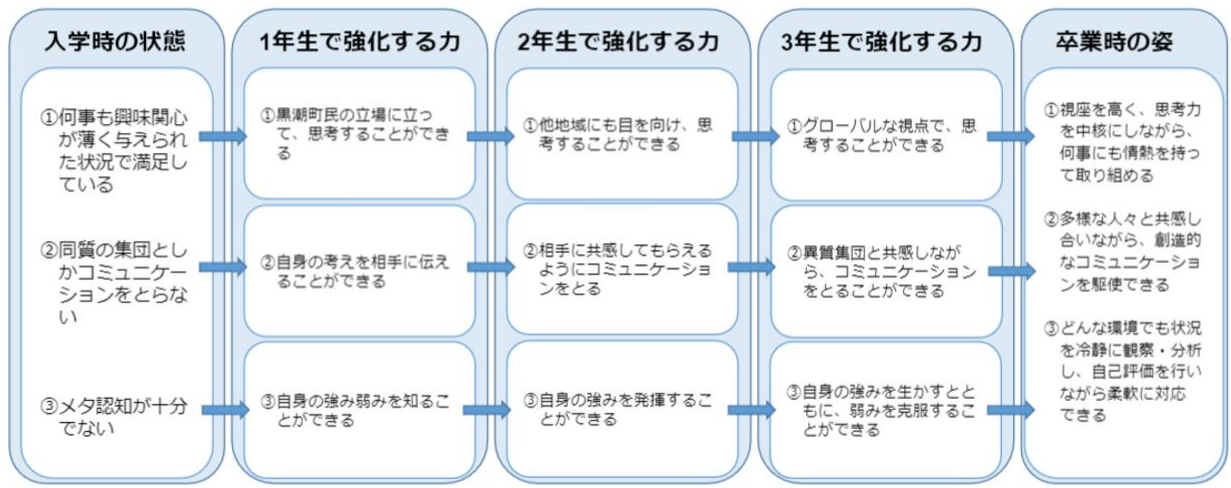 入学時の状態
①何事も興味関心
が薄く与えられ
た状況で満足し
ている
②同質の集団とし
かコミュニケー
ションをとらな
い
③メタ認知が十分
でない
1年生で強化する力
①黒潮町民の立場に立っ
て、思考することができ
る
②自身の考えを相手に伝え
ることができる
③自身の強み弱みを知るこ
とができる
2年生で強化する力
①他地域にも目を向け、思
考することができる
②相手に共感してもらえる
ようにコミュニケーショ
ンをとる
③自身の強みを発揮するこ
とができる
3年生で強化する力
①グローバルな視点で、思
考することができる
②異質集団と共感しなが
ら、コミュニケーション
をとることができる
③自身の強みを生かすとと
もに、弱みを克服するこ
とができる
卒業時の姿
①視座を高く、思考力
を中核にしながら、
何事にも情熱を持っ
て取り組める
②多様な人々と共感し
合いながら、創造的
なコミュニケーショ
ンを駆使できる
③どんな環境でも状況
を冷静に観察・分析
し、自己評価を行い
ながら柔軟に対応
できる